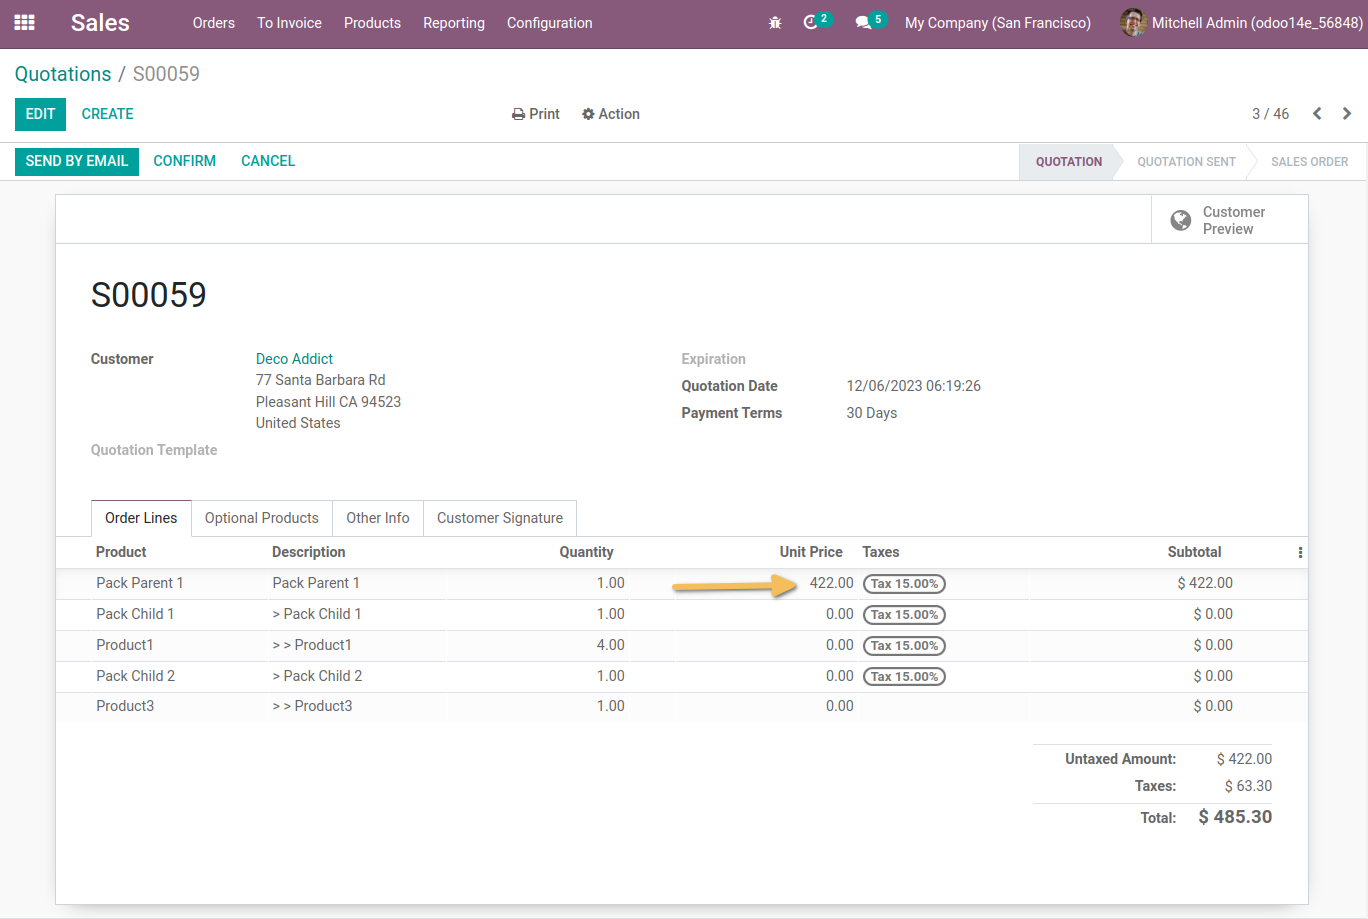 Sales Orders To Invoice Products Reporting Configuration 2 5 My Company (San Francisco) Mitchell Admin (odoo14e_56848)
Quotations / S00059
EDIT CREATE Print Action 3 / 46
SEND BY EMAIL CONFIRM CANCEL QUOTATION QUOTATION SENT SALES ORDER
Customer
Preview
S00059
Customer Deco Addict Expiration
77 Santa Barbara Rd Quotation Date 12/06/2023 06:19:26
Pleasant Hill CA 94523 Payment Terms 30 Days
United States
Quotation Template
Order Lines Optional Products Other Info Customer Signature
Product Description Quantity Unit Price Taxes Subtotal
Pack Parent 1 Pack Parent 1 1.00 422.00 Tax 15.00% $ 422.00
Pack Child 1 > Pack Child 1 1.00 0.00 Tax 15.00% $ 0.00
Product1 > > Product1 4.00 0.00 Tax 15.00% $ 0.00
Pack Child 2 > Pack Child 2 1.00 0.00 Tax 15.00% $ 0.00
Product3 > > Product3 1.00 0.00 $ 0.00
Untaxed Amount: $ 422.00
Taxes: $ 63.30
Total: $ 485.30